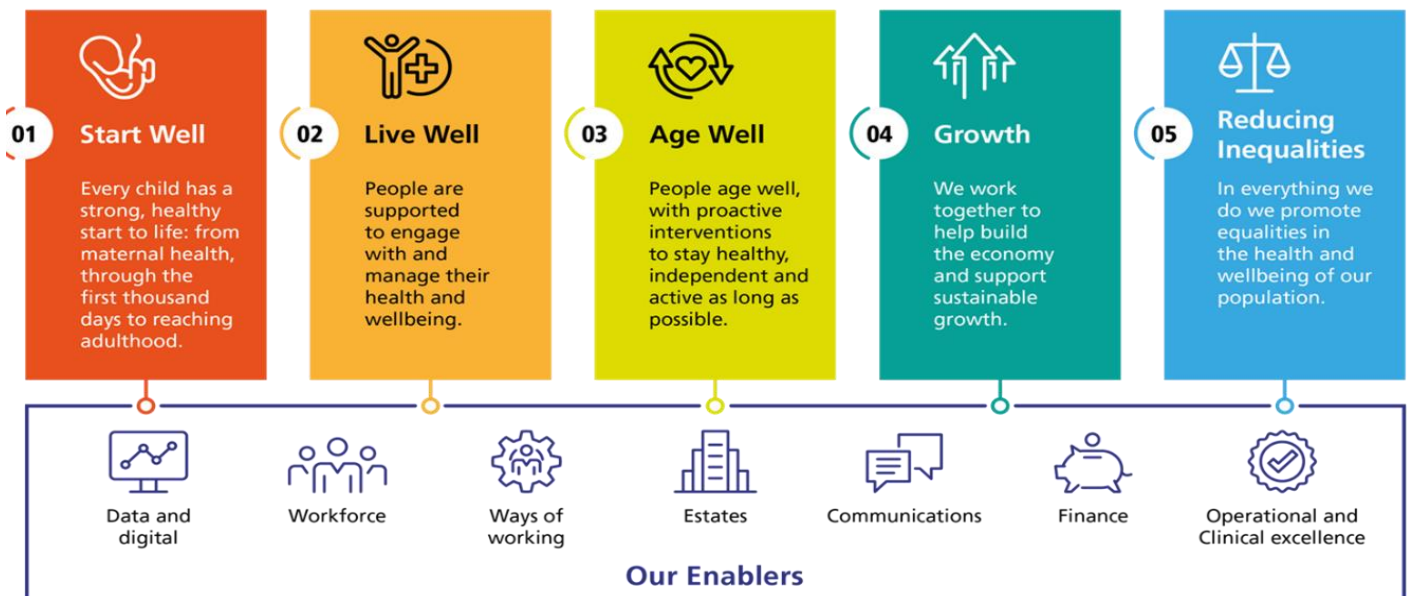 01
Start Well
Every child has a
strong, healthy
start to life: from
maternal health,
through the
first thousand
days to reaching
adulthood.
02
Live Well
People are
supported
to engage
with and
manage their
health and
wellbeing.
03
Age Well
People age well,
with proactive
interventions
to stay healthy,
independent and
active as long as
possible.
04
Growth
We work
together to
help build
the economy
and support
sustainable
growth.
05
Reducing
Inequalities
In everything we
do we promote
equalities in
the health and
wellbeing of our
population.
Data and
digital
Workforce
Ways of
working
Estates
Communications
Finance
Operational and
Clinical excellence
Our Enablers